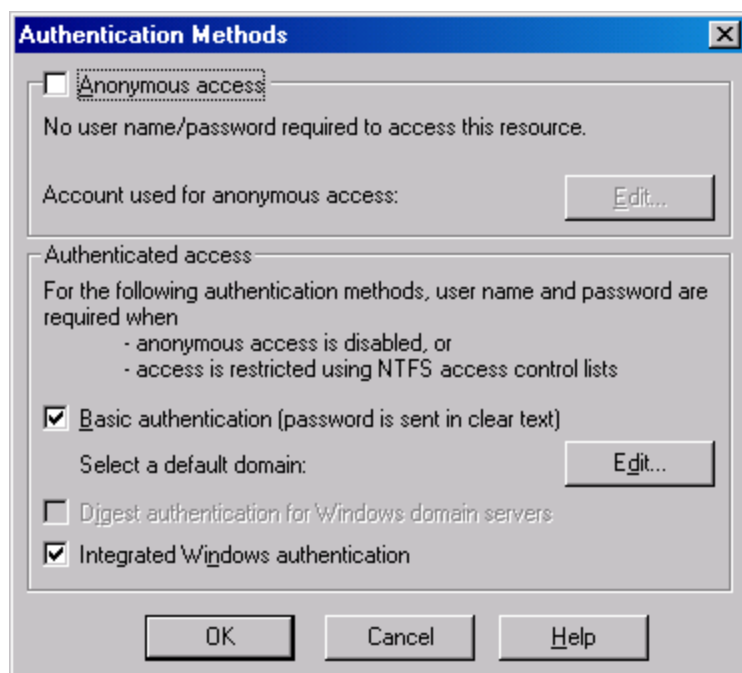 Authentication Methods
Anonymous access
No user name/password required to access this resource.
Account used for anonymous access:
Edit...
Authenticated access
For the following authentication methods, user name and password are
required when
- anonymous access is disabled, or
- access is restricted using NTFS access control lists
Basic authentication (password is sent in clear text)
Select a default domain:
Edit...
Digest authentication for Windows domain servers
Integrated Windows authentication
OK
Cancel
Help